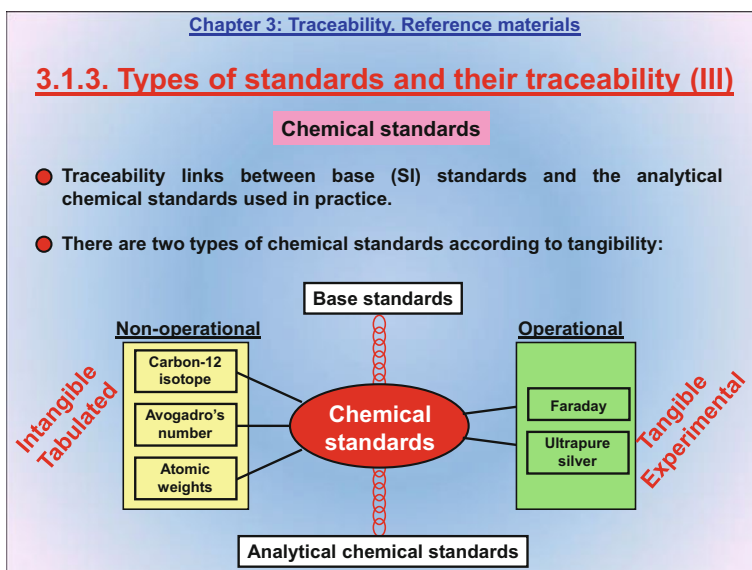 Chapter 3: Traceability. Reference materials
3.1.3. Types of standards and their traceability (III)
Chemical standards
Traceability links between base (SI) standards and the analytical
chemical standards used in practice.
There are two types of chemical standards according to tangibility:
Base standards
Non-operational
Operational
Intangible
Tabulated
Carbon-12
isotope
Avogadro's
number
Atomic
weights
Chemical
standards
Faraday
Ultrapure
silver
Tangible
Experimental
Analytical chemical standards